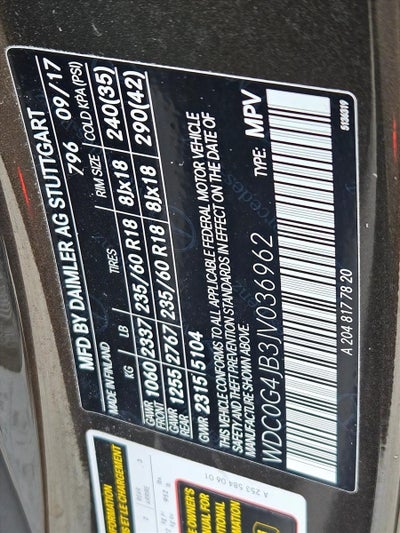 MFD BY DAIMLER AG STUTTGART
MADE IN FINLAND 796 09/17
KG LB TIRES RIM SIZE COLD KPA (PSI)
GAWR FRONT 1060 2337 235/60 R18 8Jx18 240(35)
GAWR REAR 1255 2767 235/60 R18 8Jx18 290(42)
GVWR 2315 5104
THIS VEHICLE CONFORMS TO ALL APPLICABLE FEDERAL MOTOR VEHICLE
SAFETY AND THEFT PREVENTION STANDARDS IN EFFECT ON THE DATE OF
MANUFACTURE SHOWN ABOVE.
WDC0G4JB3JV036962 TYPE: MPV
A 204 817 78 20
5136019
A 253 584 06 01